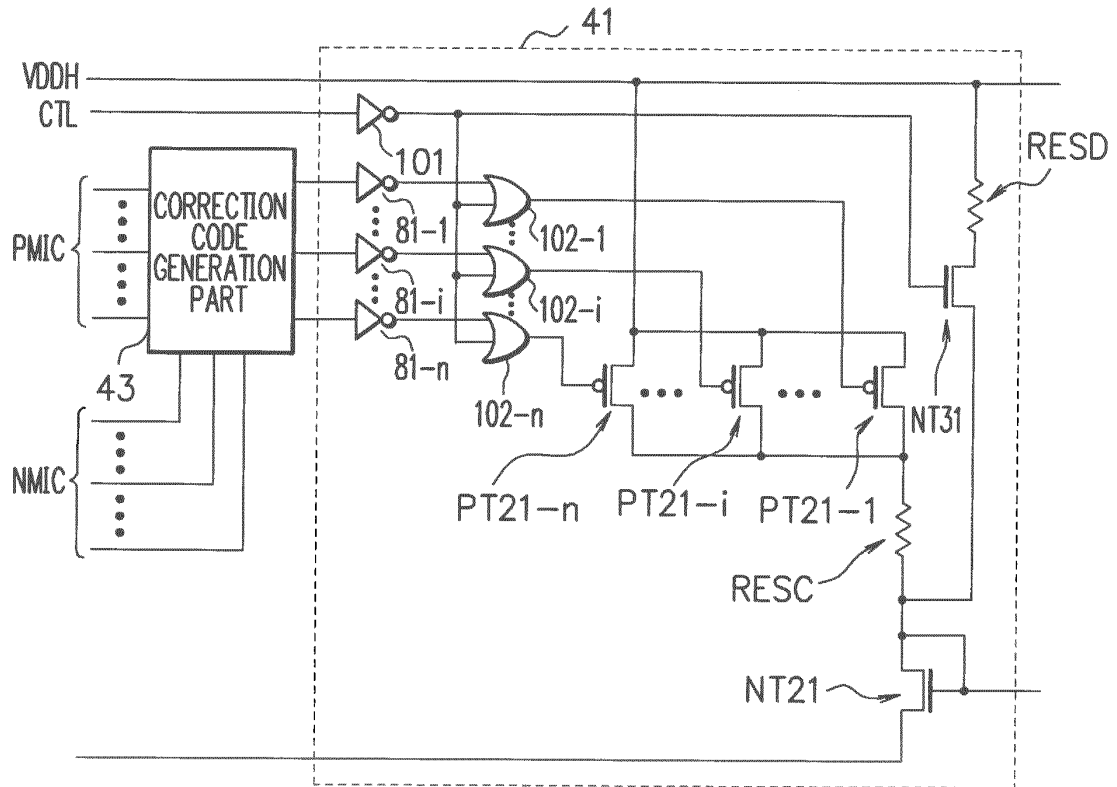 41
VDDH
CTL
101
RESD
CORRECTION
CODE
GENERATION
PART
PMIC
81-1
102-1
81-i
102-i
81-n
43
102-n
NT31
NMIC
PT21-n
PT21-i
PT21-1
RESC
NT21